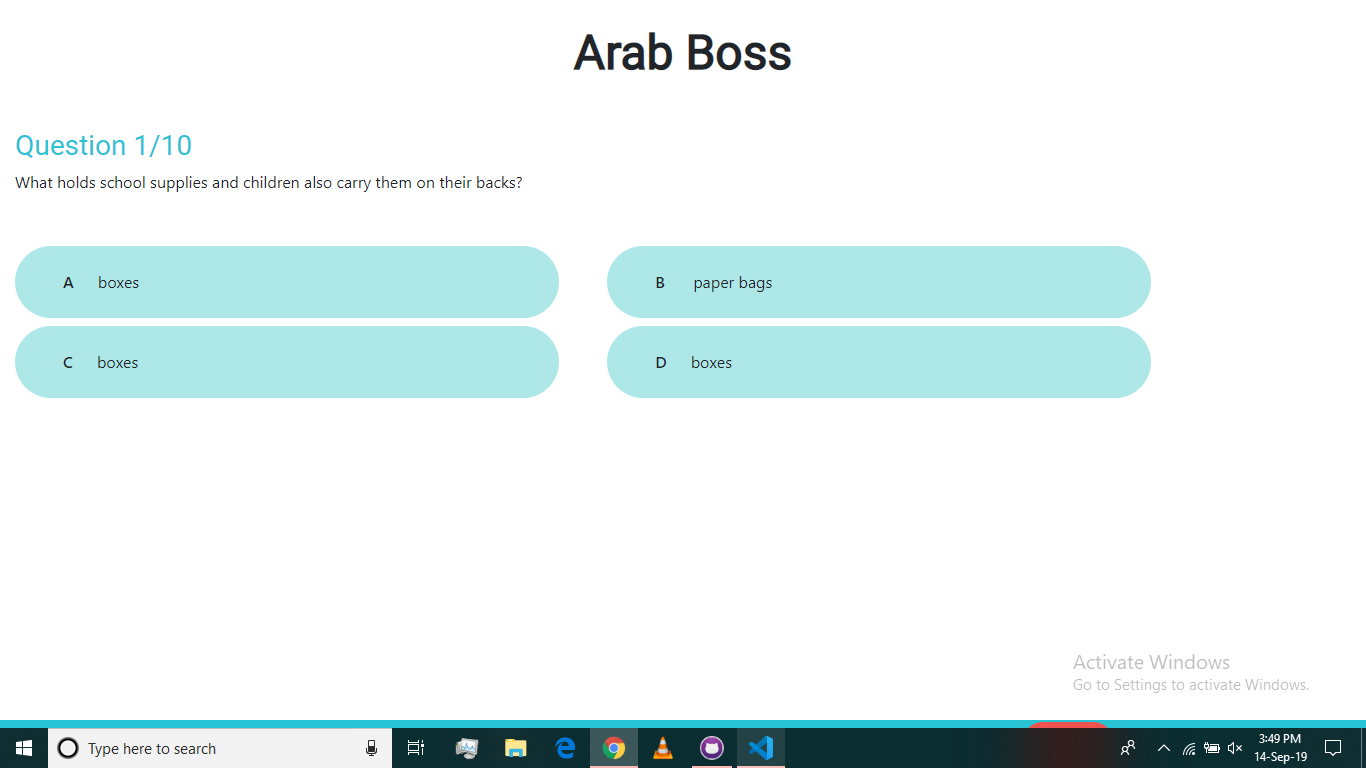 Arab Boss
Question 1/10
What holds school supplies and children also carry them on their backs?
A boxes
B paper bags
C boxes
D boxes
Activate Windows
Go to Settings to activate Windows.
Type here to search
3:49 PM
14-Sep-19